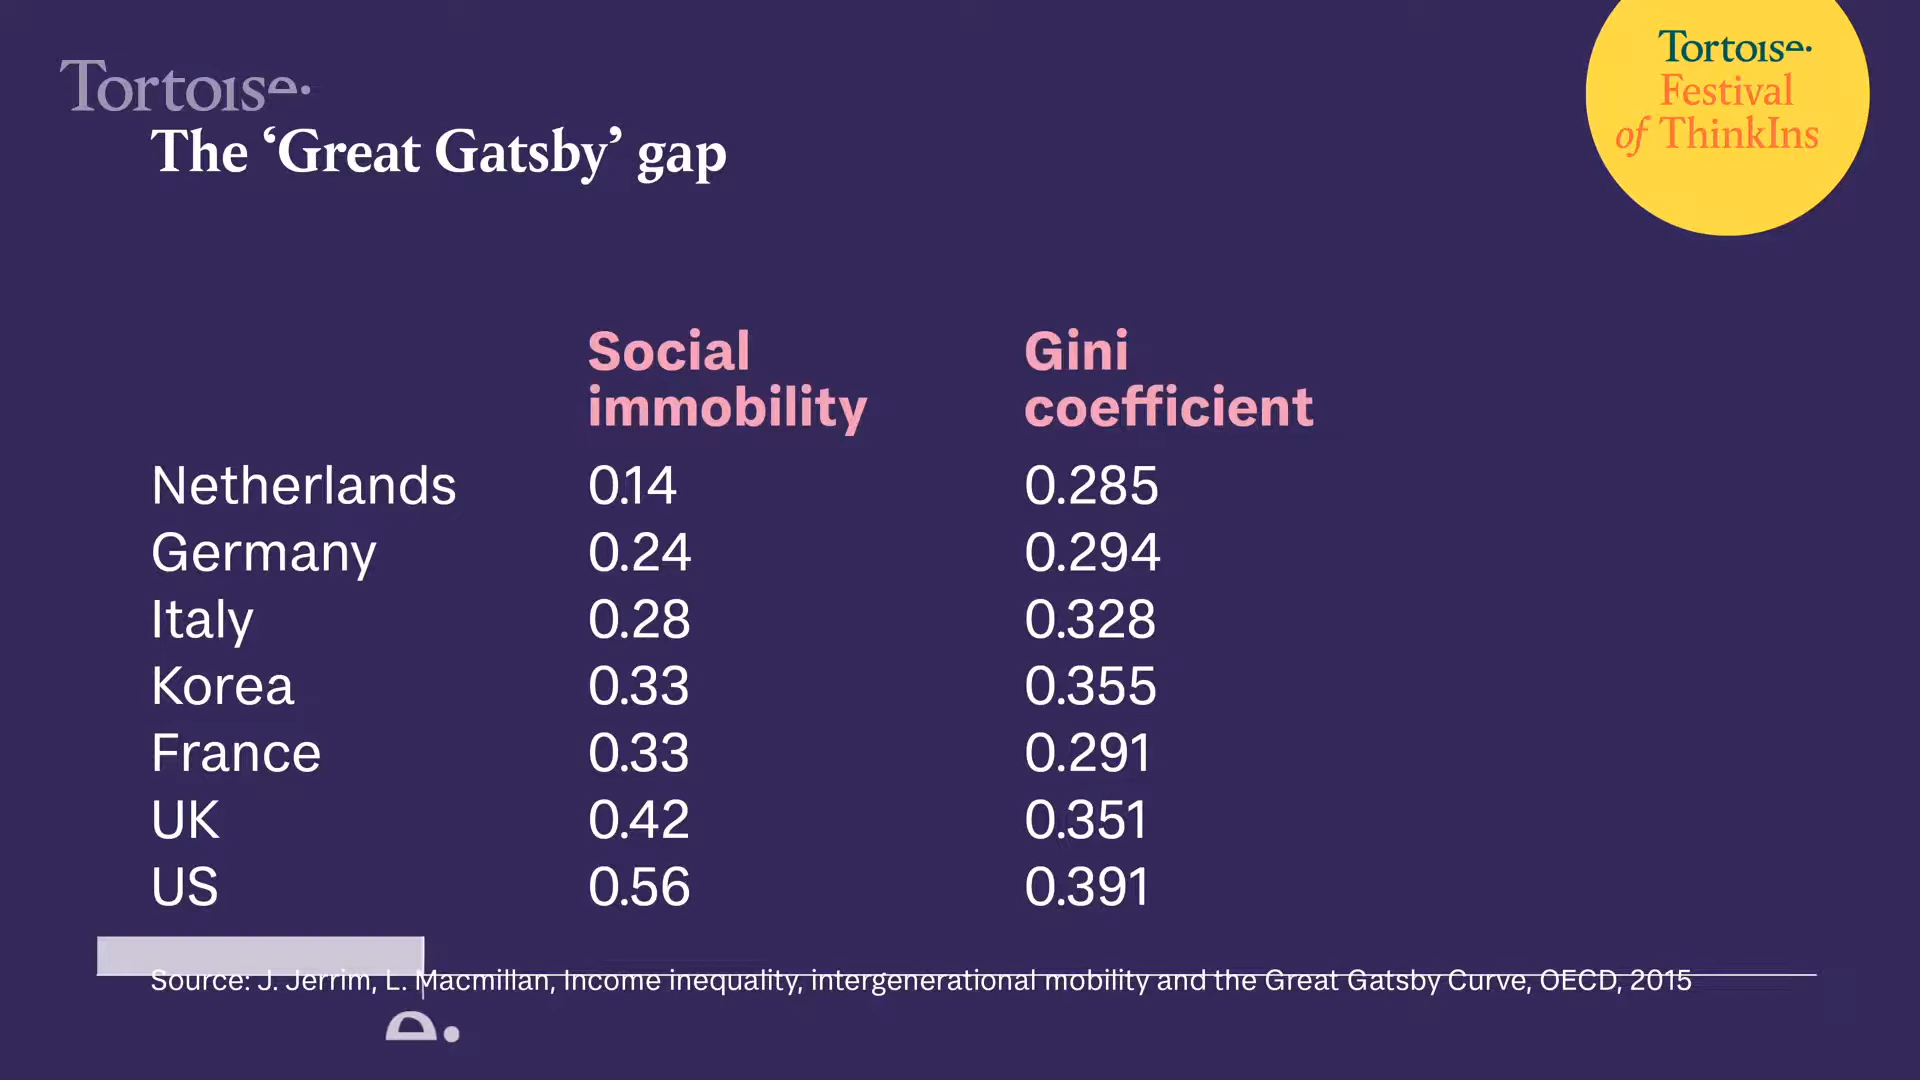 Tortoise.
The ‘Great Gatsby’ gap
Tortoise.
Festival
of ThinkIns
Social immobility
Gini coefficient
Netherlands 0.14 0.285
Germany 0.24 0.294
Italy 0.28 0.328
Korea 0.33 0.355
France 0.33 0.291
UK 0.42 0.351
US 0.56 0.391
Source: J. Jerrim, L. Macmillan, Income inequality, intergenerational mobility and the Great Gatsby Curve, OECD, 2015
e.